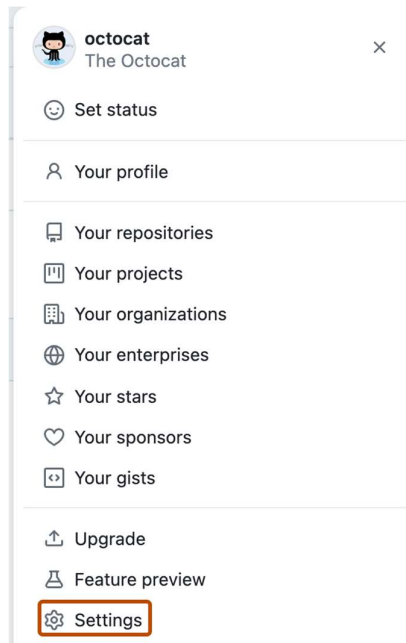 octocat
The Octocat
Set status
Your profile
Your repositories
Your projects
Your organizations
Your enterprises
Your stars
Your sponsors
Your gists
Upgrade
Feature preview
Settings